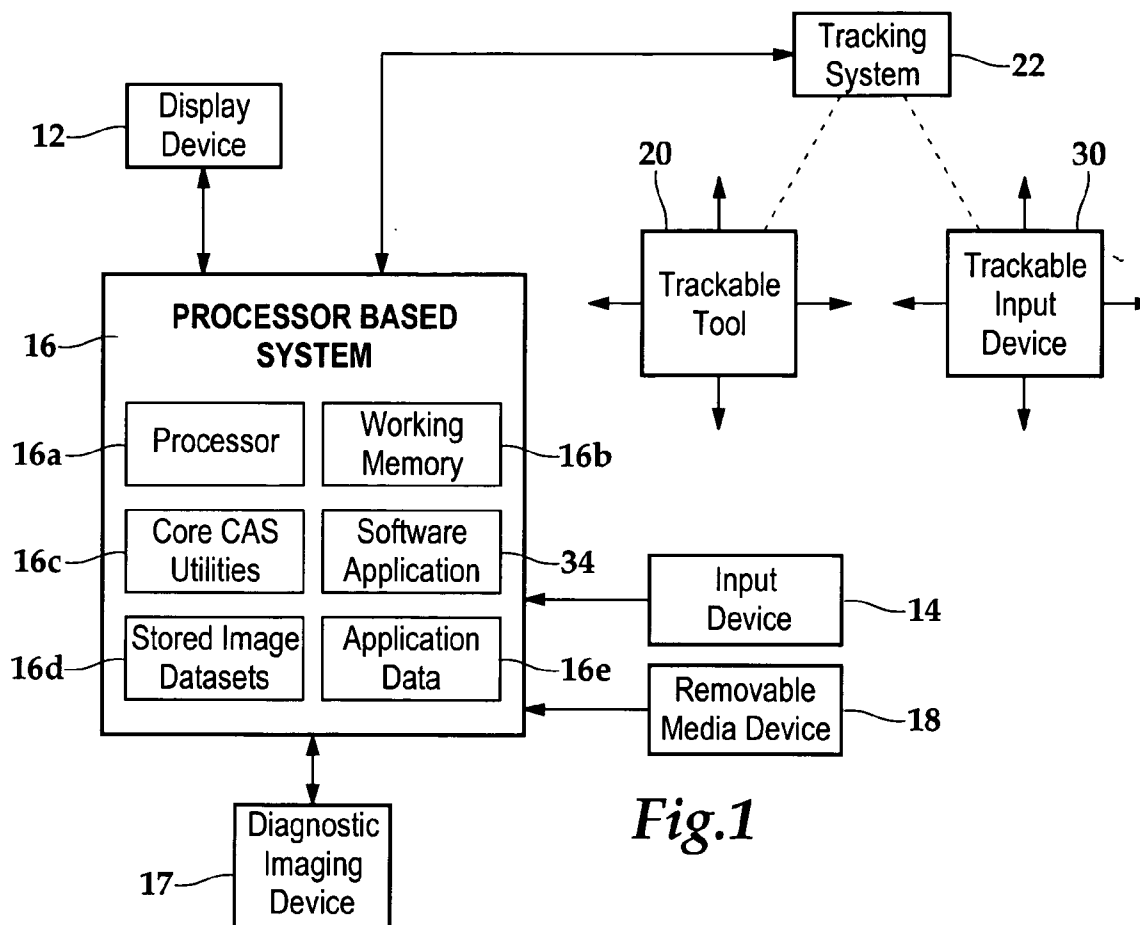 Tracking
System
22
Display
Device
12
20
30
Trackable
Tool
Trackable
Input
Device
PROCESSOR BASED
SYSTEM
16
Processor
16a
Working
Memory
16b
Core CAS
Utilities
16c
Software
Application
34
Stored Image
Datasets
16d
Application
Data
16e
Input
Device
14
Removable
Media Device
18
Diagnostic
Imaging
Device
17
Fig.1